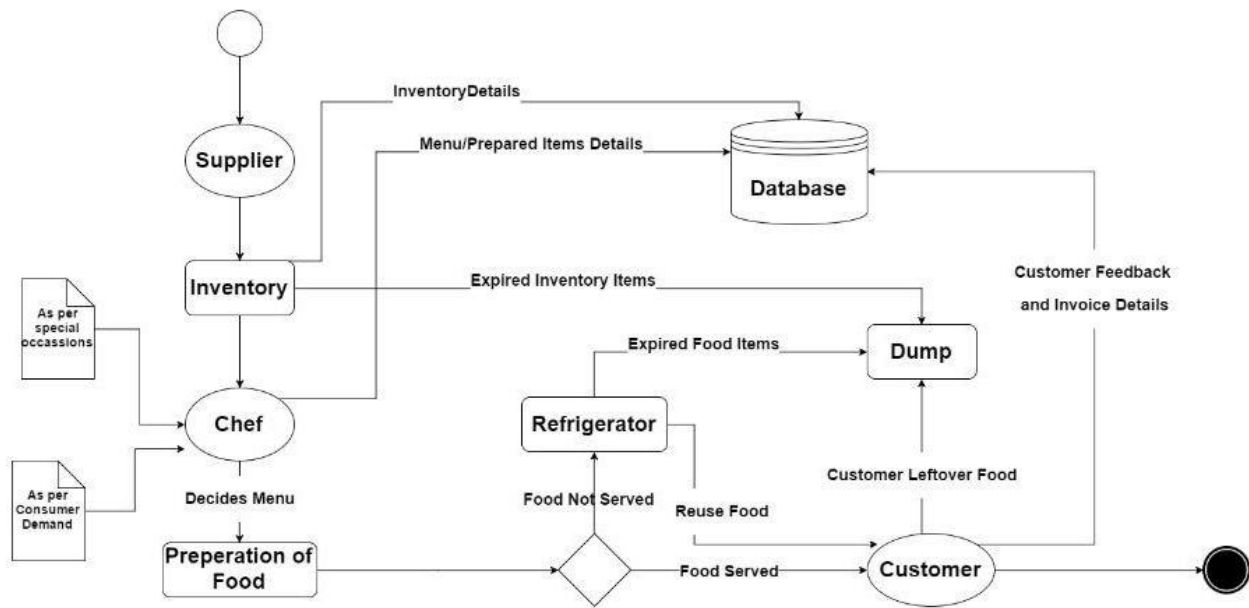 InventoryDetails
Menu/Prepared Items Details
Supplier
Database
Inventory
Expired Inventory Items
Customer Feedback
and Invoice Details
As per
special
occassions
Expired Food Items
Dump
Chef
Refrigerator
As per
Consumer
Demand
Decides Menu
Food Not Served
Reuse Food
Customer Leftover Food
Preperation of
Food
Food Served
Customer